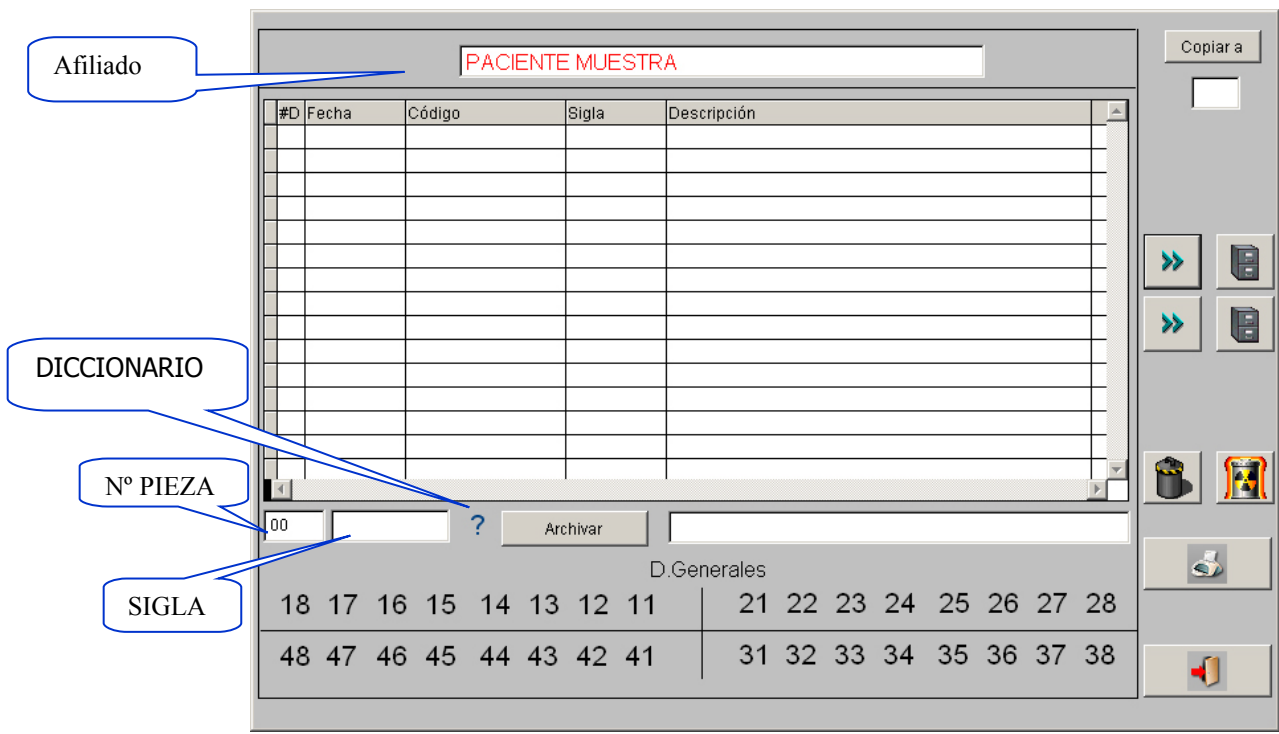 Afiliado
PACIENTE MUESTRA
Copiar a
#D Fecha Código Sigla Descripción
DICCIONARIO
Nº PIEZA
00
?
Archivar
SIGLA
D.Generales
18 17 16 15 14 13 12 11 21 22 23 24 25 26 27 28
48 47 46 45 44 43 42 41 31 32 33 34 35 36 37 38